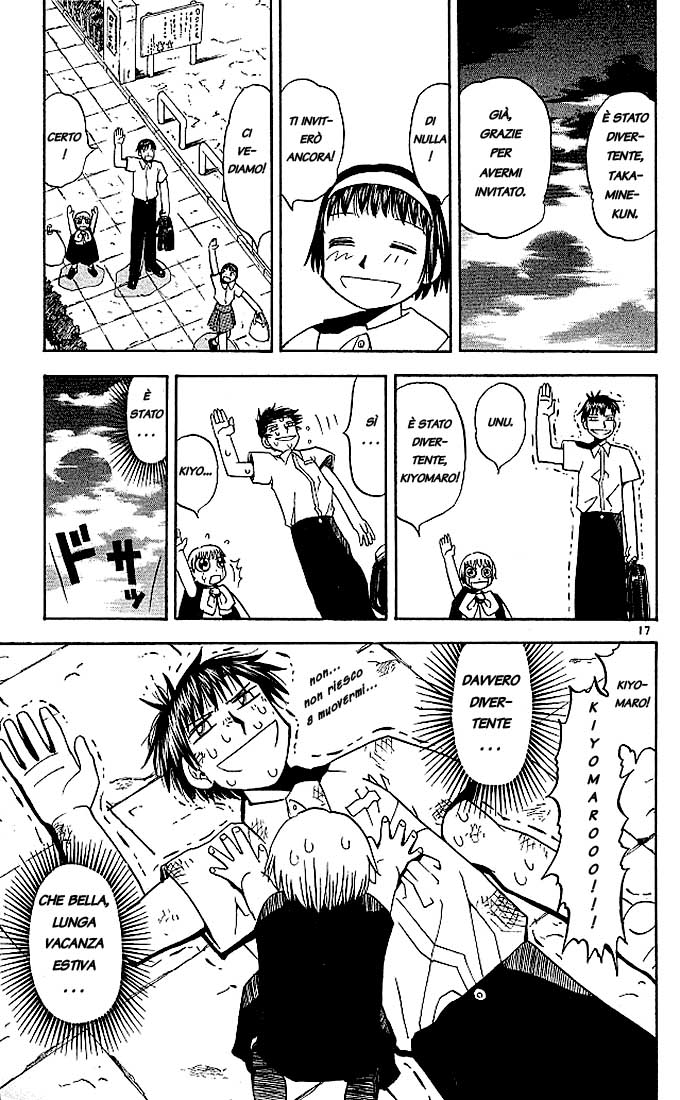 È STATO
DIVER-
TENTE,
TAKA-
MINE-
KUN.
GIÀ,
GRAZIE
PER
AVERMI
INVITATO.
DI
NULLA!
TI INVIT-
ERÒ
ANCORA!
CI
VE-
DIAMO!
CERTO
!
UNU.
È STATO
DIVER-
TENTE,
KIYOMARO!
SÌ
...
KIYO...
È
STATO
...
ドサッ
17
KIYO-
MARO!
KIYOMAROOO!!!
DAVVERO
DIVER-
TENTE
...
non...
non riesco
a muovermi...
CHE BELLA,
LUNGA
VACANZA
ESTIVA
...